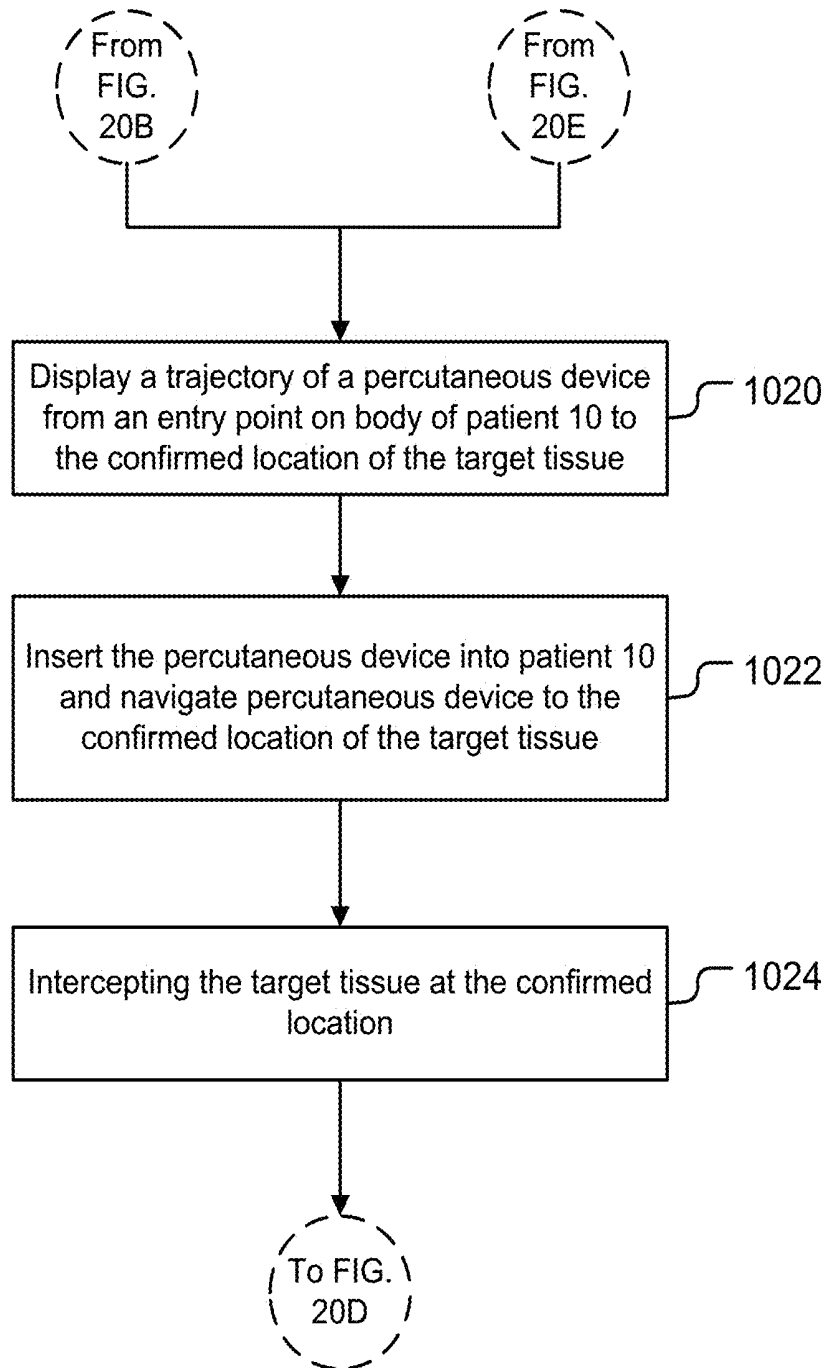 From
FIG.
20B
From
FIG.
20E
Display a trajectory of a percutaneous device
from an entry point on body of patient 10 to
the confirmed location of the target tissue
1020
Insert the percutaneous device into patient 10
and navigate percutaneous device to the
confirmed location of the target tissue
1022
Intercepting the target tissue at the confirmed
location
1024
To FIG.
20D